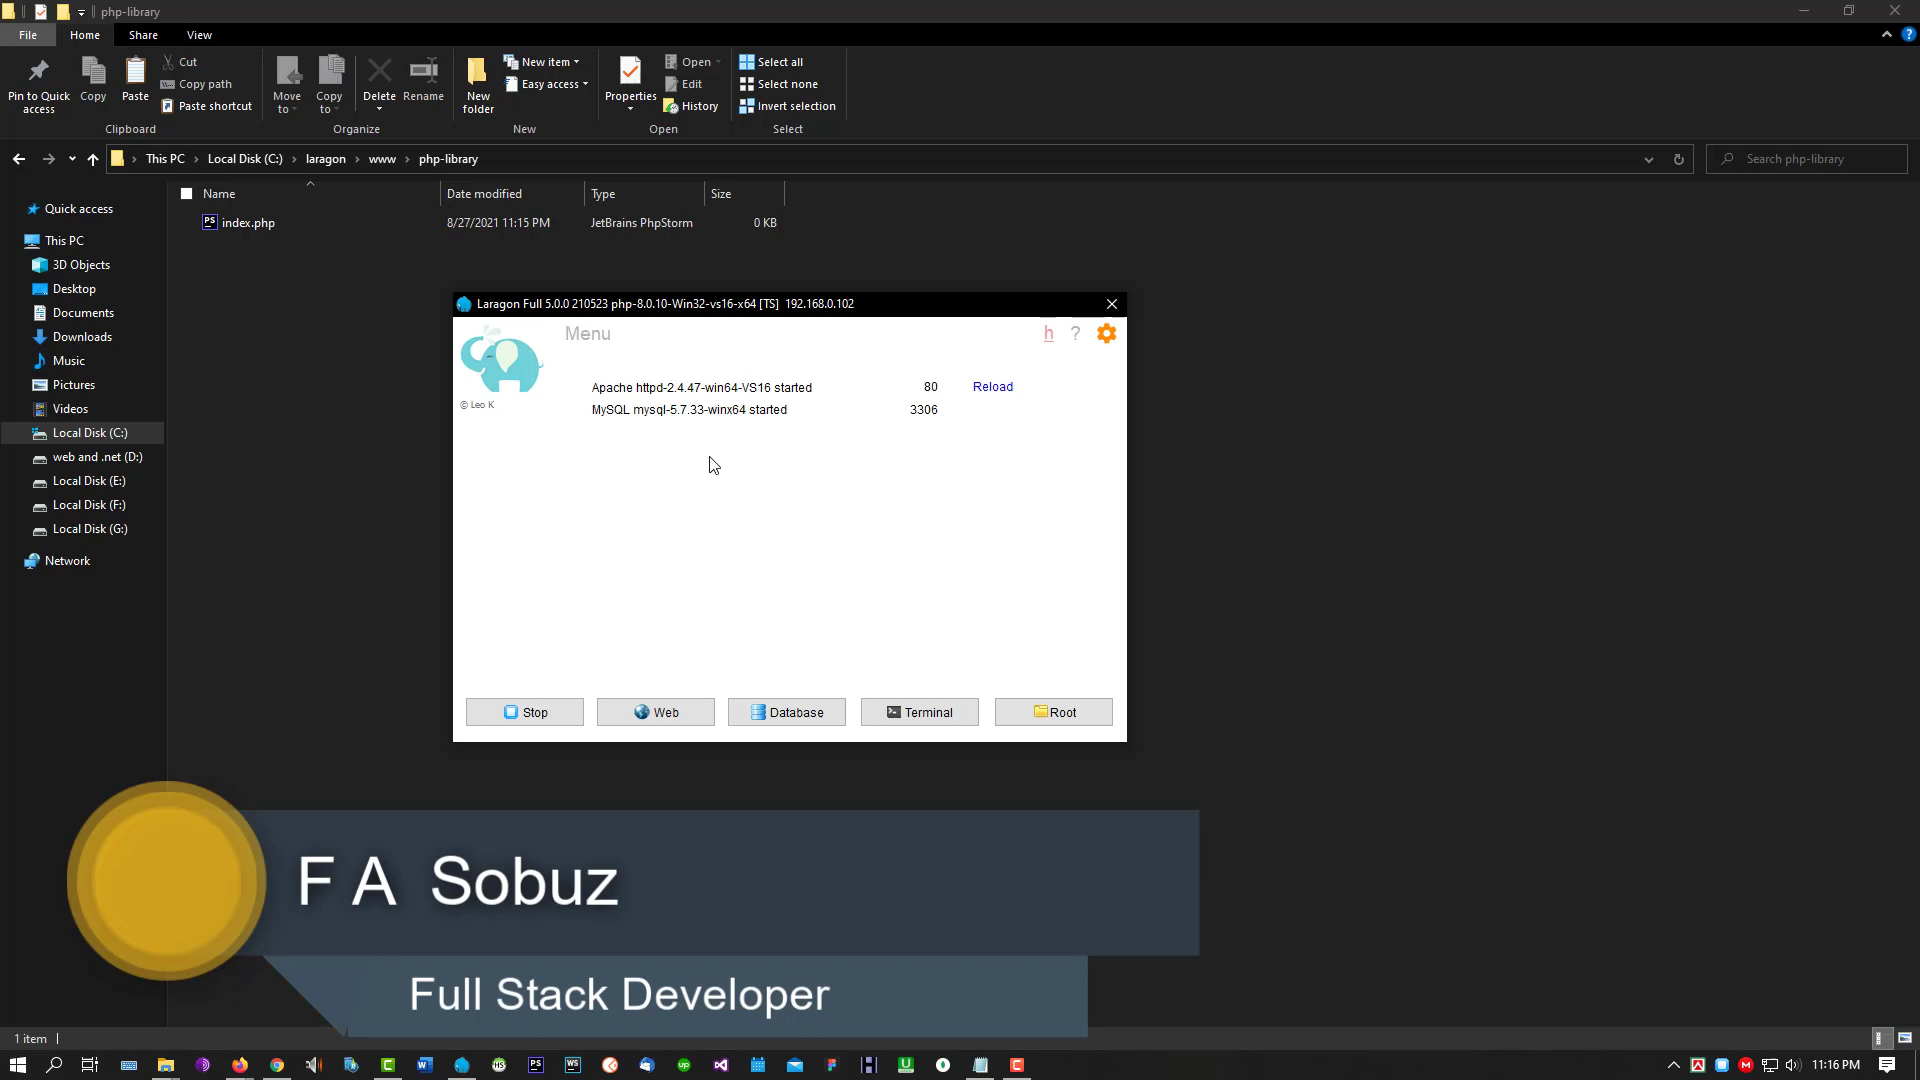 php-library
File Home Share View
Pin to Quick access
Copy
Paste
Cut
Copy path
Paste shortcut
Clipboard
Move to
Copy to
Delete
Rename
Organize
New folder
New item
Easy access
New
Properties
Open
Edit
History
Open
Select all
Select none
Invert selection
Select
This PC › Local Disk (C:) › laragon › www › php-library
Search php-library
Name Date modified Type Size
index.php 8/27/2021 11:15 PM JetBrains PhpStorm 0 KB
Quick access
This PC
3D Objects
Desktop
Documents
Downloads
Music
Pictures
Videos
Local Disk (C:)
web and .net (D:)
Local Disk (E:)
Local Disk (F:)
Local Disk (G:)
Network
Laragon Full 5.0.0 210523 php-8.0.10-Win32-vs16-x64 [TS] 192.168.0.102
Menu h ?
© Leo K
Apache httpd-2.4.47-win64-VS16 started 80 Reload
MySQL mysql-5.7.33-winx64 started 3306
Stop Web Database Terminal Root
F A Sobuz
Full Stack Developer
1 item
11:16 PM